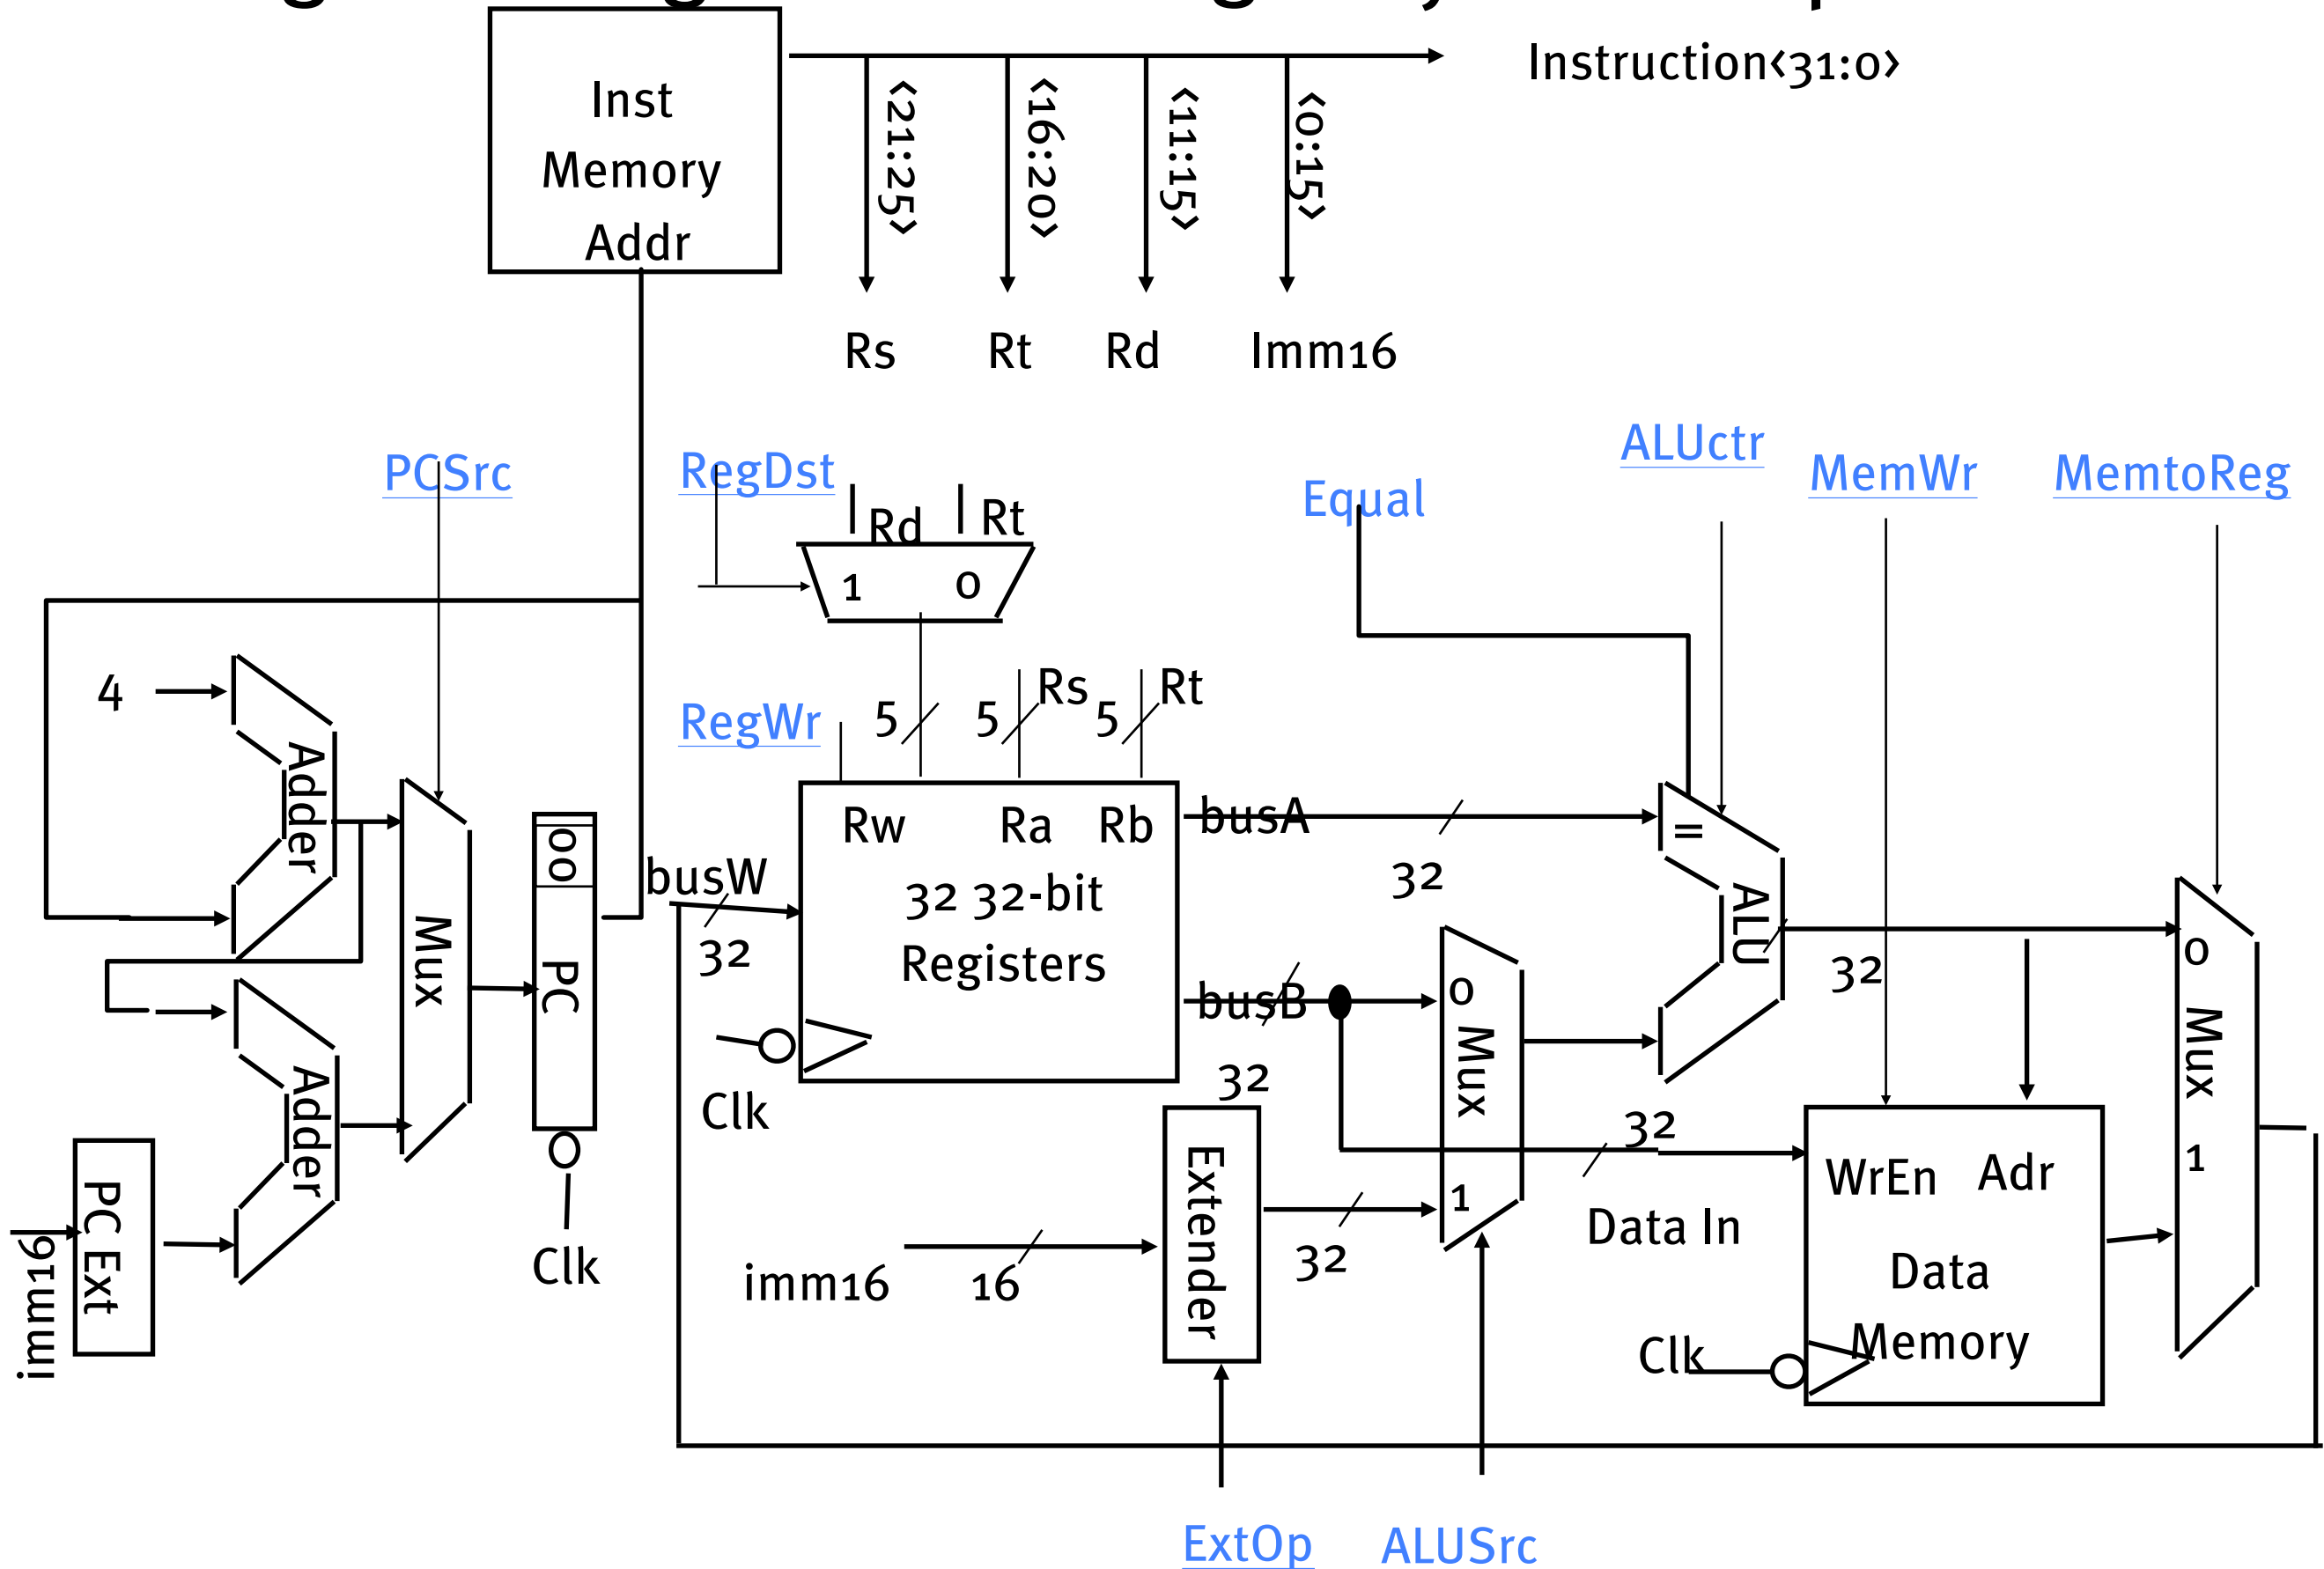 Inst
Memory
Addr
Instruction<31:0>
<21:25>
<16:20>
<11:15>
<0:15>
Rs
Rt
Rd
Imm16
PCSrc
RegDst
Rd
Rt
1
0
Equal
ALUctr
MemWr
MemtoReg
4
Adder
RegWr
5
5
Rs
5
Rt
Mux
00
PC
Clk
busW
32
Rw
Ra
Rb
32 32-bit
Registers
Clk
busA
32
busB
32
=
ALU
32
0
Mux
1
Adder
PC Ext
imm16
imm16
16
Extender
32
32
Data In
WrEn
Adr
Data
Memory
Clk
0
Mux
1
ExtOp
ALUSrc